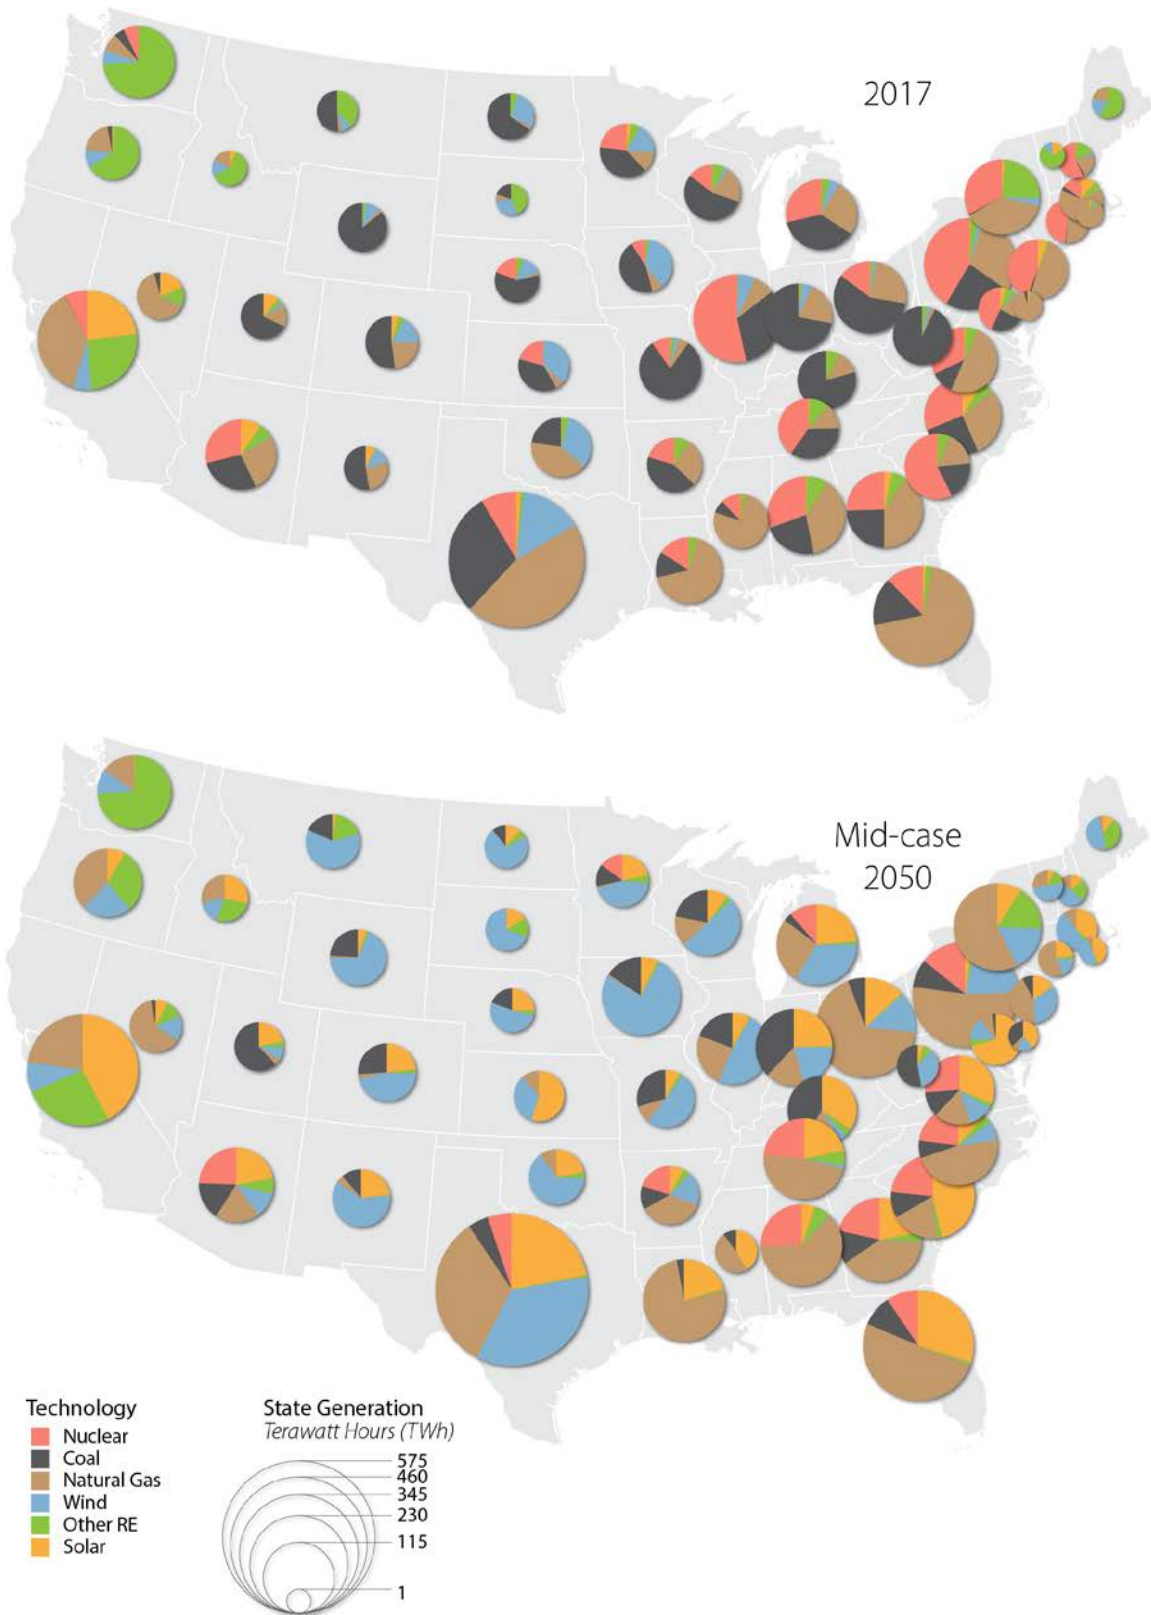 2017
Mid-case
2050
Technology
Nuclear
Coal
Natural Gas
Wind
Other RE
Solar
State Generation
Terawatt Hours (TWh)
575
460
345
230
115
1